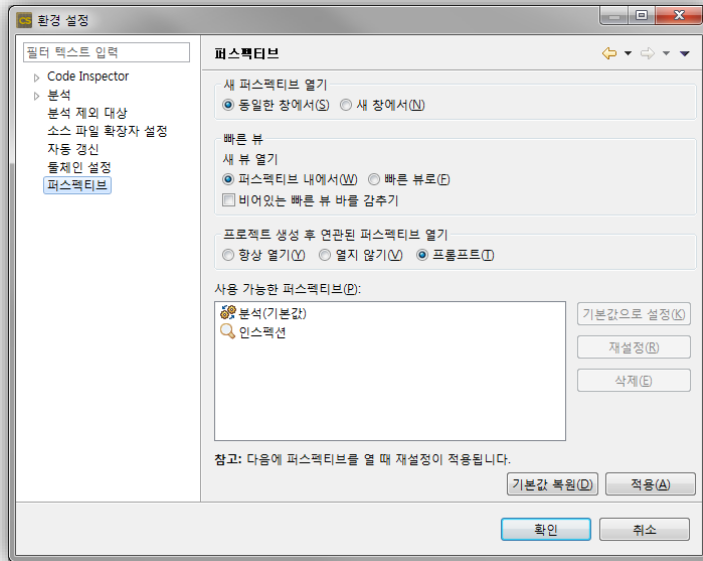 CS 환경 설정
필터 텍스트 입력
Code Inspector
분석
분석 제외 대상
소스 파일 확장자 설정
자동 갱신
툴체인 설정
퍼스펙티브
퍼스펙티브
새 퍼스펙티브 열기
동일한 창에서(S) 새 창에서(N)
빠른 뷰
새 뷰 열기
퍼스펙티브 내에서(W) 빠른 뷰로(F)
비어있는 빠른 뷰 바를 감추기
프로젝트 생성 후 연관된 퍼스펙티브 열기
항상 열기(Y) 열지 않기(V) 프롬프트(T)
사용 가능한 퍼스펙티브(P):
분석(기본값)
인스펙션
기본값으로 설정(K)
재설정(R)
삭제(E)
참고: 다음에 퍼스펙티브를 열 때 재설정이 적용됩니다.
기본값 복원(D) 적용(A)
확인 취소